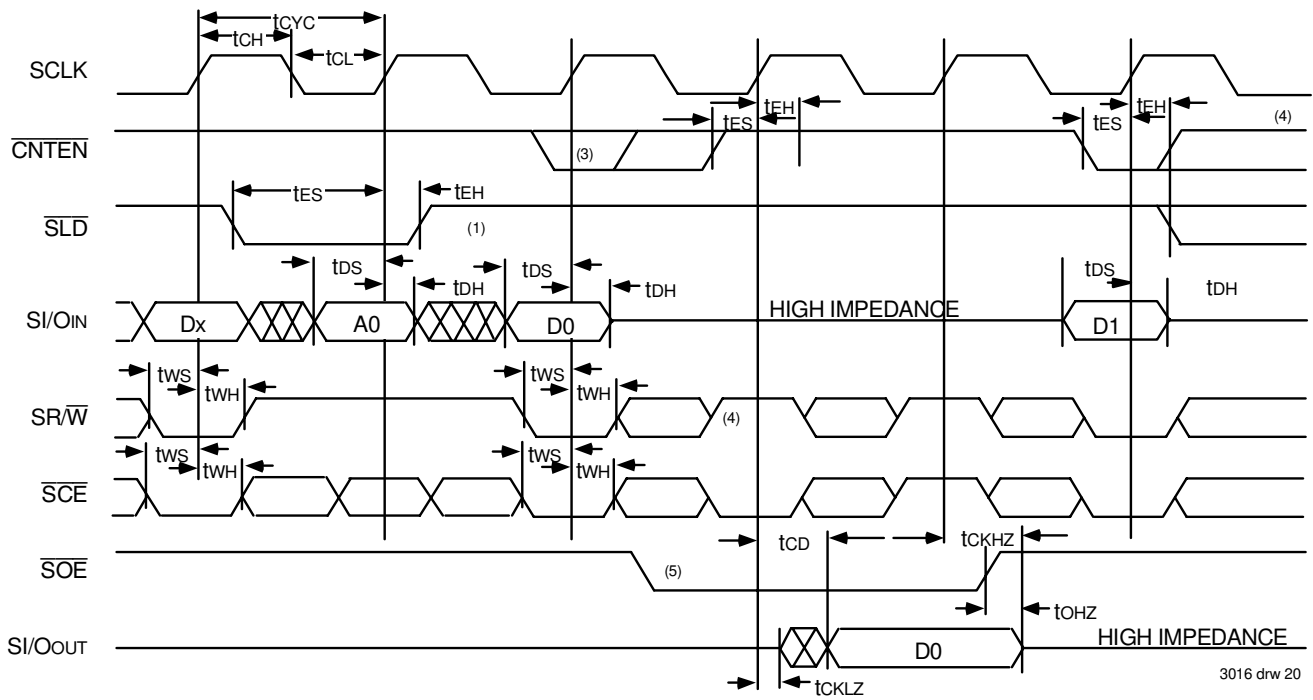 tCYC
tCH
tCL
SCLK
tEH
tES
tEH
tES
(4)
CNTEN
(3)
tES
tEH
SLD
(1)
tDS
tDH
tDS
tDH
tDS
tDH
SI/OIN
Dx
A0
D0
HIGH IMPEDANCE
D1
tWS
tWH
tWS
tWH
SR/W
(4)
tWS
tWH
tWS
tWH
SCE
tCD
tCKHZ
SOE
(5)
tOHZ
SI/OOUT
D0
HIGH IMPEDANCE
tCKLZ
3016 drw 20